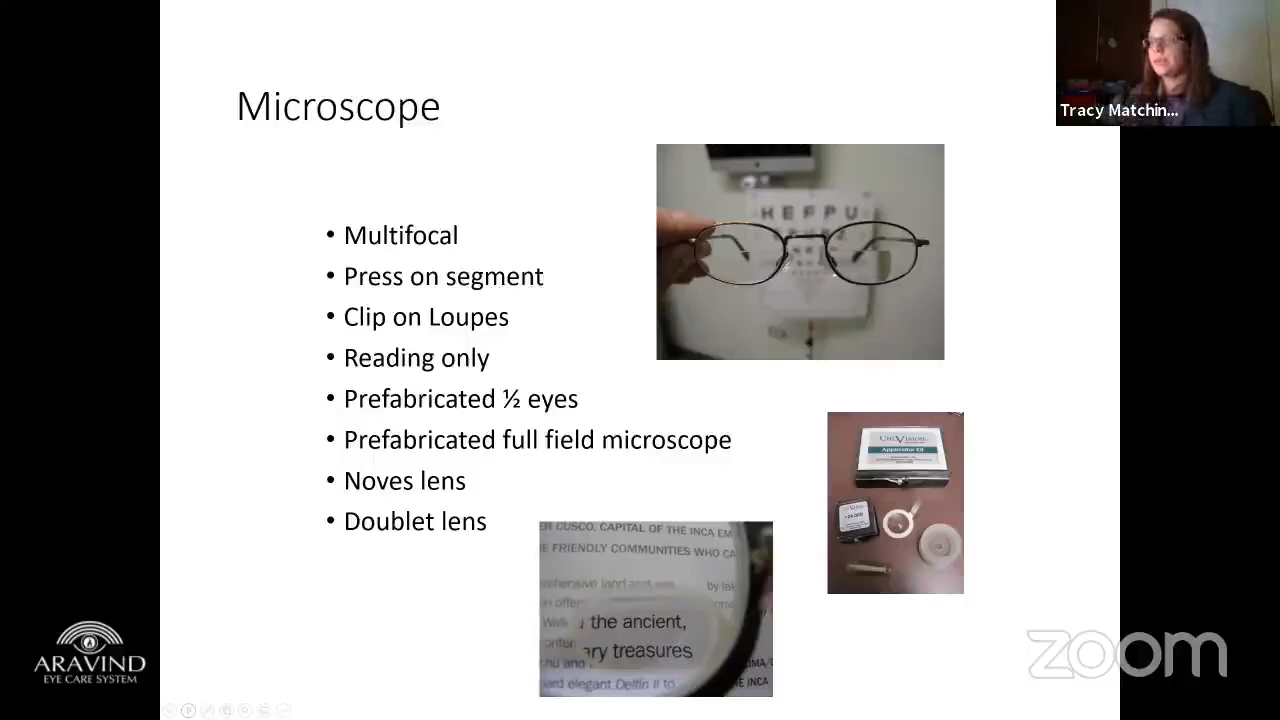 Microscope
Tracy Matchin...
• Multifocal
• Press on segment
• Clip on Loupes
• Reading only
• Prefabricated ½ eyes
• Prefabricated full field microscope
• Noves lens
• Doublet lens
HEFPU
UniVision
Applicator Kit
CUSCO, CAPITAL OF THE INCA EM
E FRIENDLY COMMUNITIES WHO CA
the ancient,
ary treasures
ard elegant Delfin II to
ARAVIND
EYE CARE SYSTEM
zoom